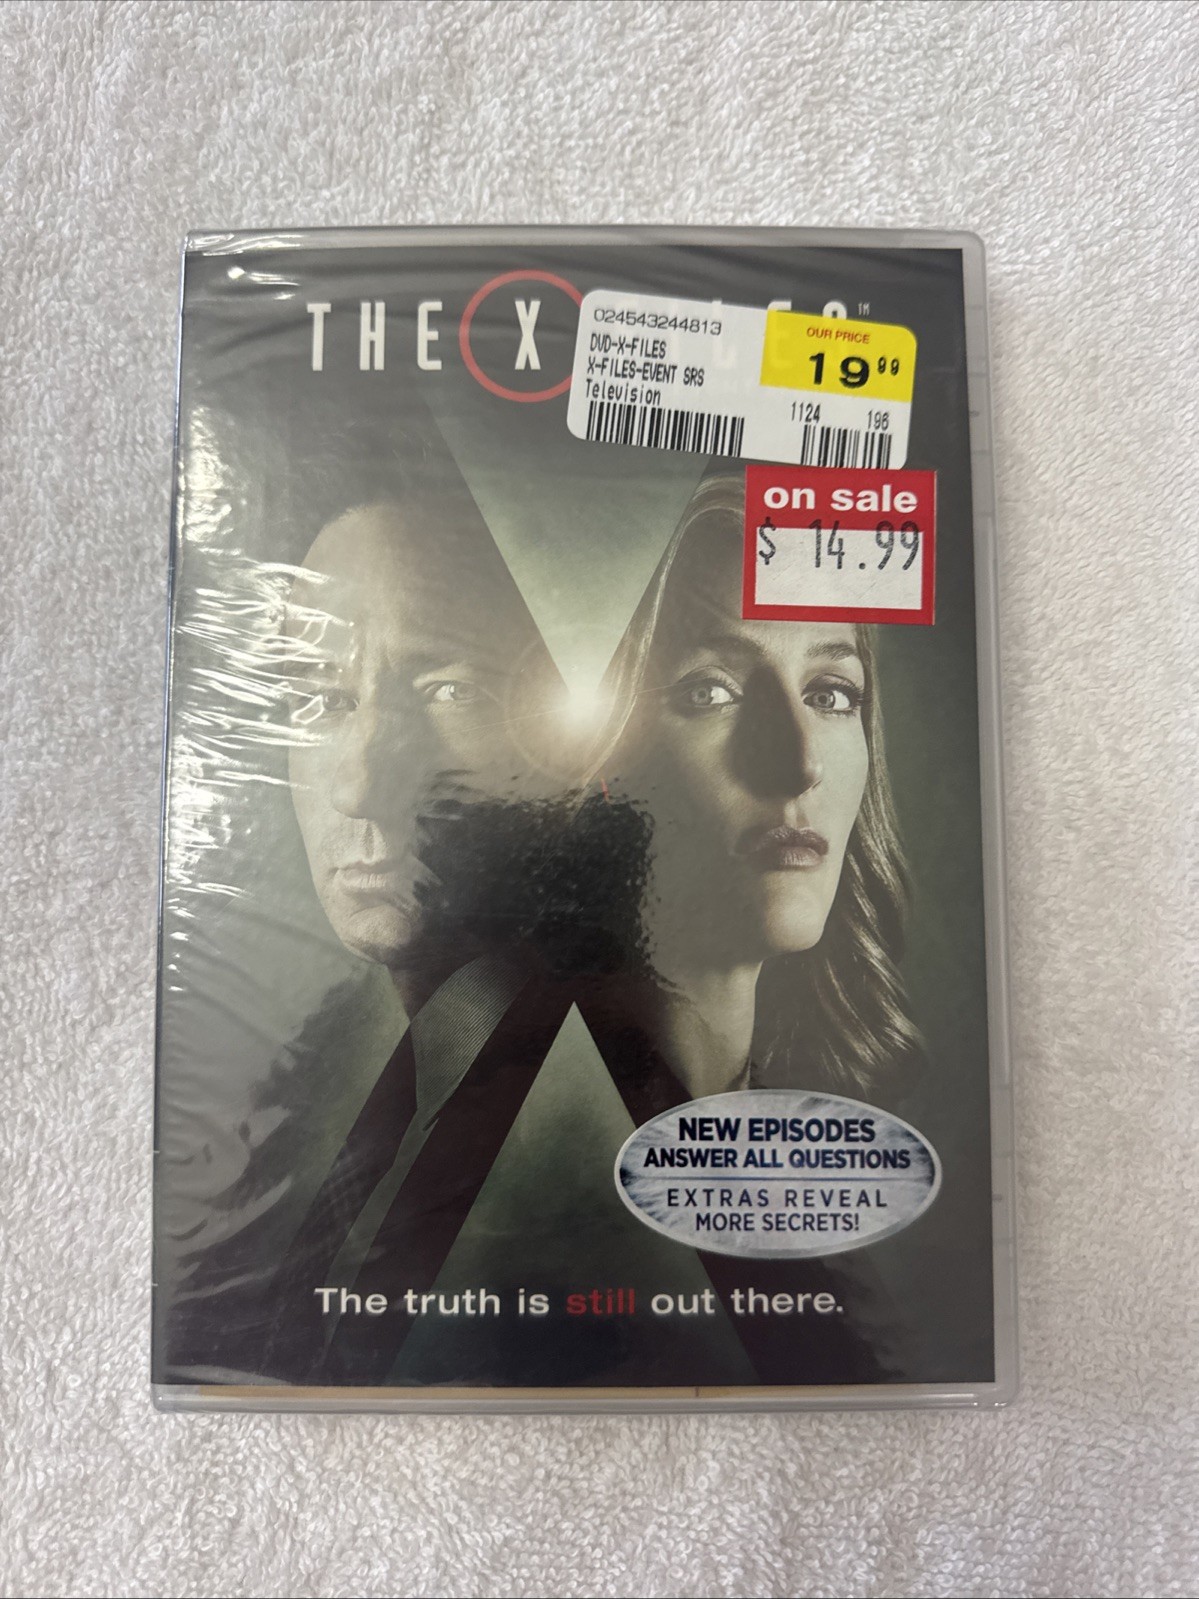 THE X
TM
024543244813
DVD-X-FILES
X-FILES-EVENT SRS
Television
OUR PRICE
19.99
1124 196
on sale
$ 14.99
NEW EPISODES
ANSWER ALL QUESTIONS
EXTRAS REVEAL
MORE SECRETS!
The truth is still out there.